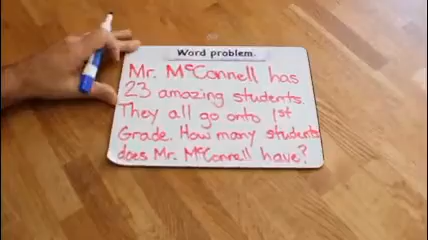 Word problem.
Mr. McConnell has
23 amazing students.
They all go onto 1st
Grade. How many students
does Mr. McConnell have?